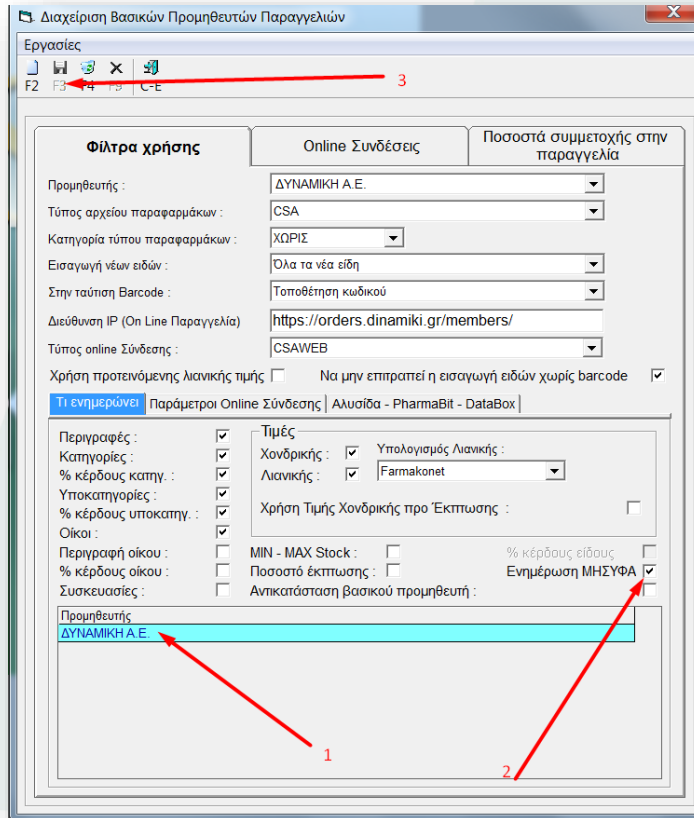 Διαχείριση Βασικών Προμηθευτών Παραγγελιών
Εργασίες
F2 F3 F4 F9 C-E
3
Φίλτρα χρήσης
Online Συνδέσεις
Ποσοστά συμμετοχής στην
παραγγελία
Προμηθευτής : ΔΥΝΑΜΙΚΗ Α.Ε.
Τύπος αρχείου παραφαρμάκων : CSA
Κατηγορία τύπου παραφαρμάκων : ΧΩΡΙΣ
Εισαγωγή νέων ειδών : Όλα τα νέα είδη
Στην ταύτιση Barcode : Τοποθέτηση κωδικού
Διεύθυνση IP (On Line Παραγγελία) https://orders.dinamiki.gr/members/
Τύπος online Σύνδεσης : CSAWEB
Χρήση προτεινόμενης λιανικής τιμής Να μην επιτραπεί η εισαγωγή ειδών χωρίς barcode
Τι ενημερώνει Παράμετροι Online Σύνδεσης Αλυσίδα - PharmaBit - DataBox
Περιγραφές :
Κατηγορίες :
% κέρδους κατηγ. :
Υποκατηγορίες :
% κέρδους υποκατηγ. :
Οίκοι :
Περιγραφή οίκου :
% κέρδους οίκου :
Συσκευασίες :
Τιμές
Χονδρικής : Υπολογισμός Λιανικής :
Λιανικής : Farmakonet
Χρήση Τιμής Χονδρικής προ Έκπτωσης :
MIN - MAX Stock : % κέρδους είδους
Ποσοστό έκπτωσης : Ενημέρωση ΜΗΣΥΦΑ
Αντικατάσταση βασικού προμηθευτή :
Προμηθευτής
ΔΥΝΑΜΙΚΗ Α.Ε.
1
2